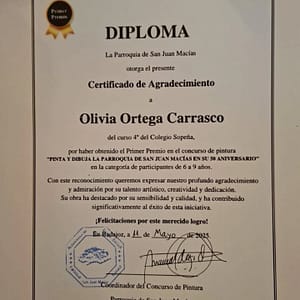 Primer
Premio
DIPLOMA
La Parroquia de San Juan Macías
otorga el presente
Certificado de Agradecimiento
a
Olivia Ortega Carrasco
del curso 4º del Colegio Sopeña,
por haber obtenido el Primer Premio en el concurso de pintura
"PINTA Y DIBUJA LA PARROQUIA DE SAN JUAN MACÍAS EN SU 50 ANIVERSARIO"
en la categoría de participantes de 6 a 9 años.
Con este reconocimiento queremos expresar nuestro profundo agradecimiento
y admiración por su talento artístico, creatividad y dedicación.
Su obra ha destacado por su sensibilidad y calidad, y ha contribuido
significativamente al éxito de esta iniciativa.
¡Felicitaciones por este merecido logro!
En Badajoz, a 11 de Mayo de 2025
Coordinador del Concurso de Pintura
Parroquia de San Juan Macías